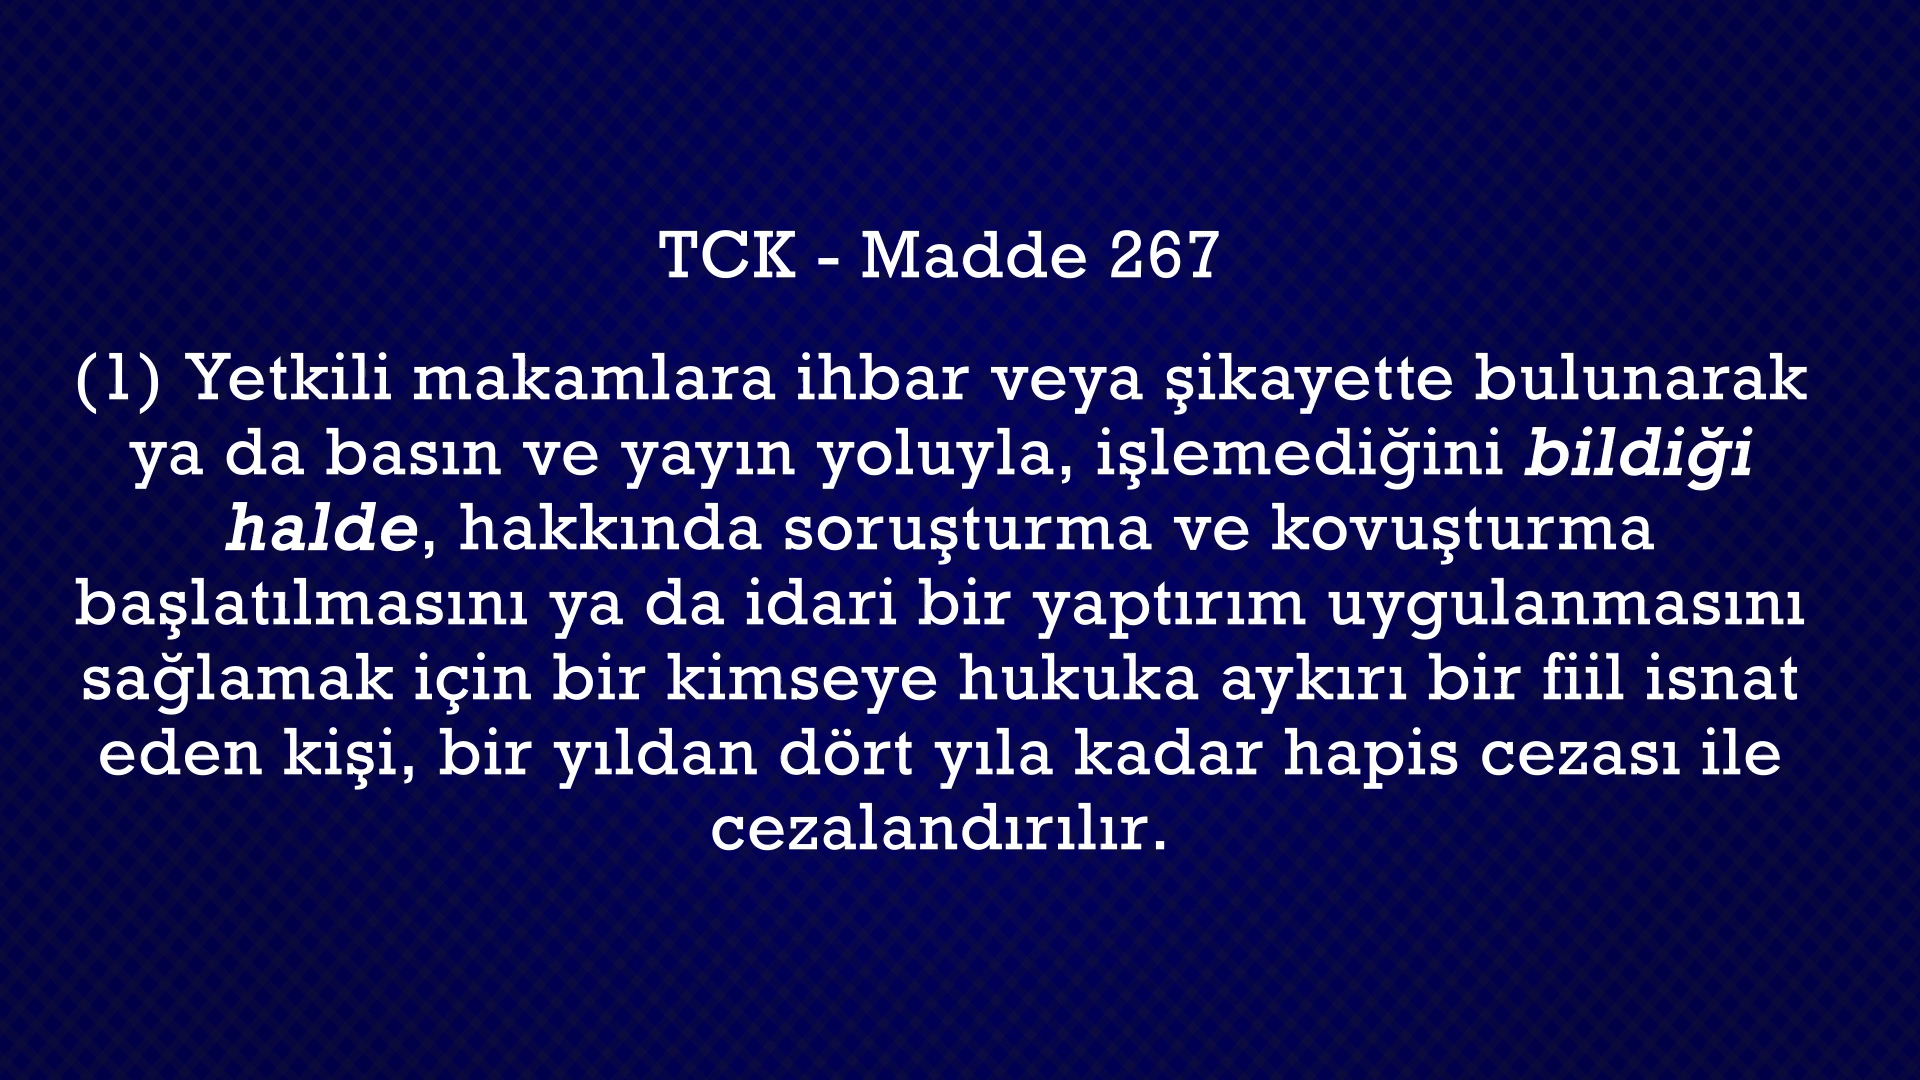 TCK - Madde 267
(1) Yetkili makamlara ihbar veya şikayette bulunarak
ya da basın ve yayın yoluyla, işlemediğini bildiği
halde, hakkında soruşturma ve kovuşturma
başlatılmasını ya da idari bir yaptırım uygulanmasını
sağlamak için bir kimseye hukuka aykırı bir fiil isnat
eden kişi, bir yıldan dört yıla kadar hapis cezası ile
cezalandırılır.